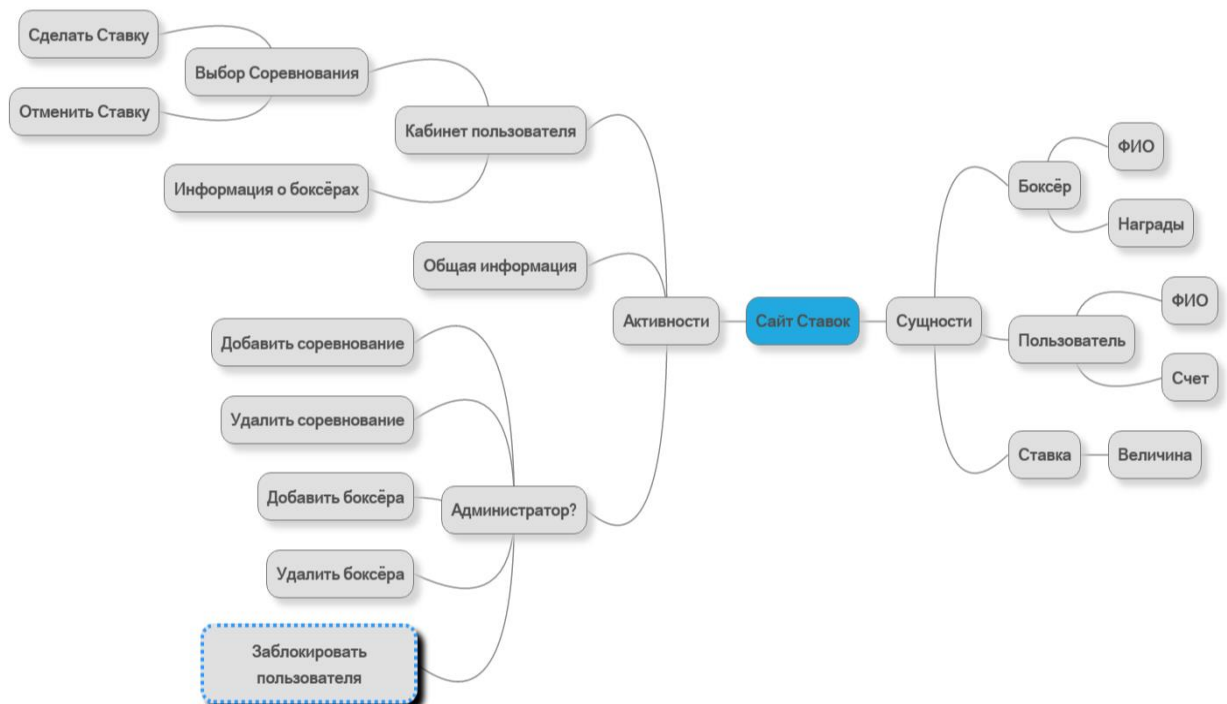 Сделать Ставку
Выбор Соревнования
Отменить Ставку
Кабинет пользователя
Информация о боксёрах
Общая информация
Активности
Добавить соревнование
Удалить соревнование
Добавить боксёра
Администратор?
Удалить боксёра
Заблокировать
пользователя
Сайт Ставок
Сущности
Боксёр
ФИО
Награды
Пользователь
ФИО
Счет
Ставка
Величина